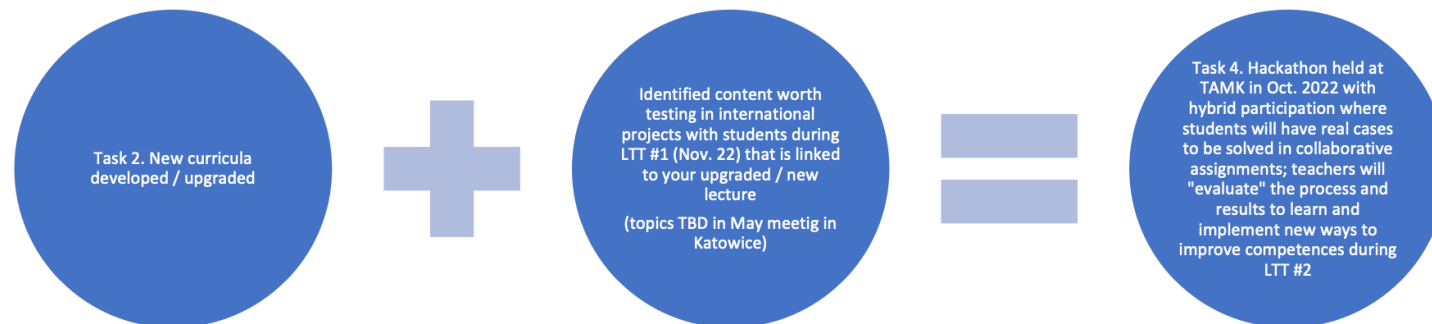 Task 2. New curricula
developed / upgraded
Identified content worth
testing in international
projects with students during
LTT #1 (Nov. 22) that is linked
to your upgraded / new
lecture
(topics TBD in May meetig in
Katowice)
Task 4. Hackathon held at
TAMK in Oct. 2022 with
hybrid participation where
students will have real cases
to be solved in collaborative
assignments; teachers will
"evaluate" the process and
results to learn and
implement new ways to
improve competences during
LTT #2